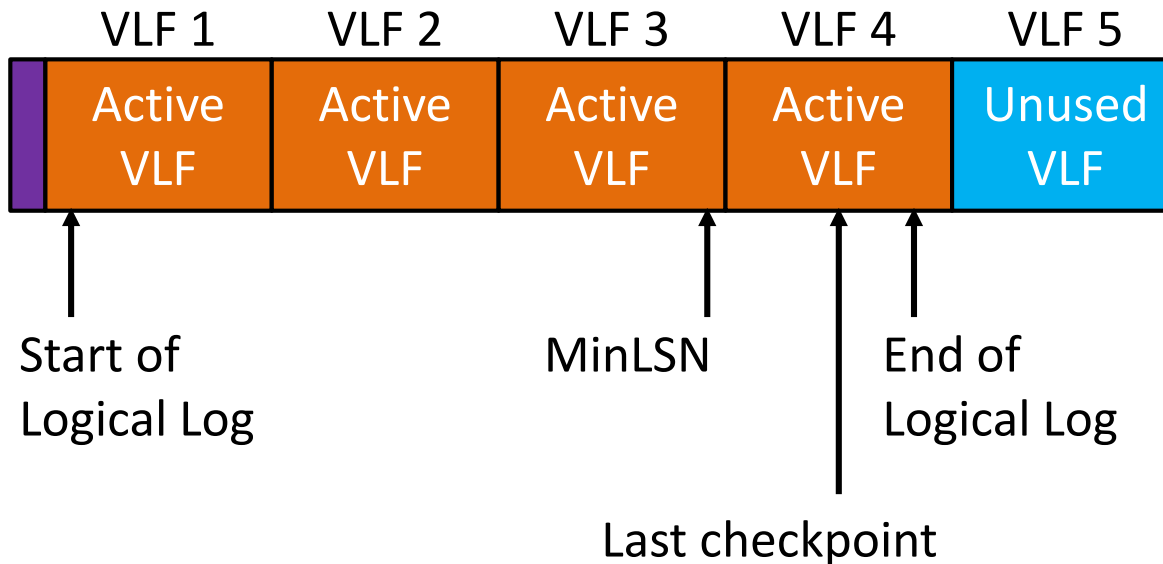 VLF 1 VLF 2 VLF 3 VLF 4 VLF 5
Active Active Active Active Unused
VLF VLF VLF VLF VLF
Start of MinLSN End of
Logical Log Logical Log
Last checkpoint